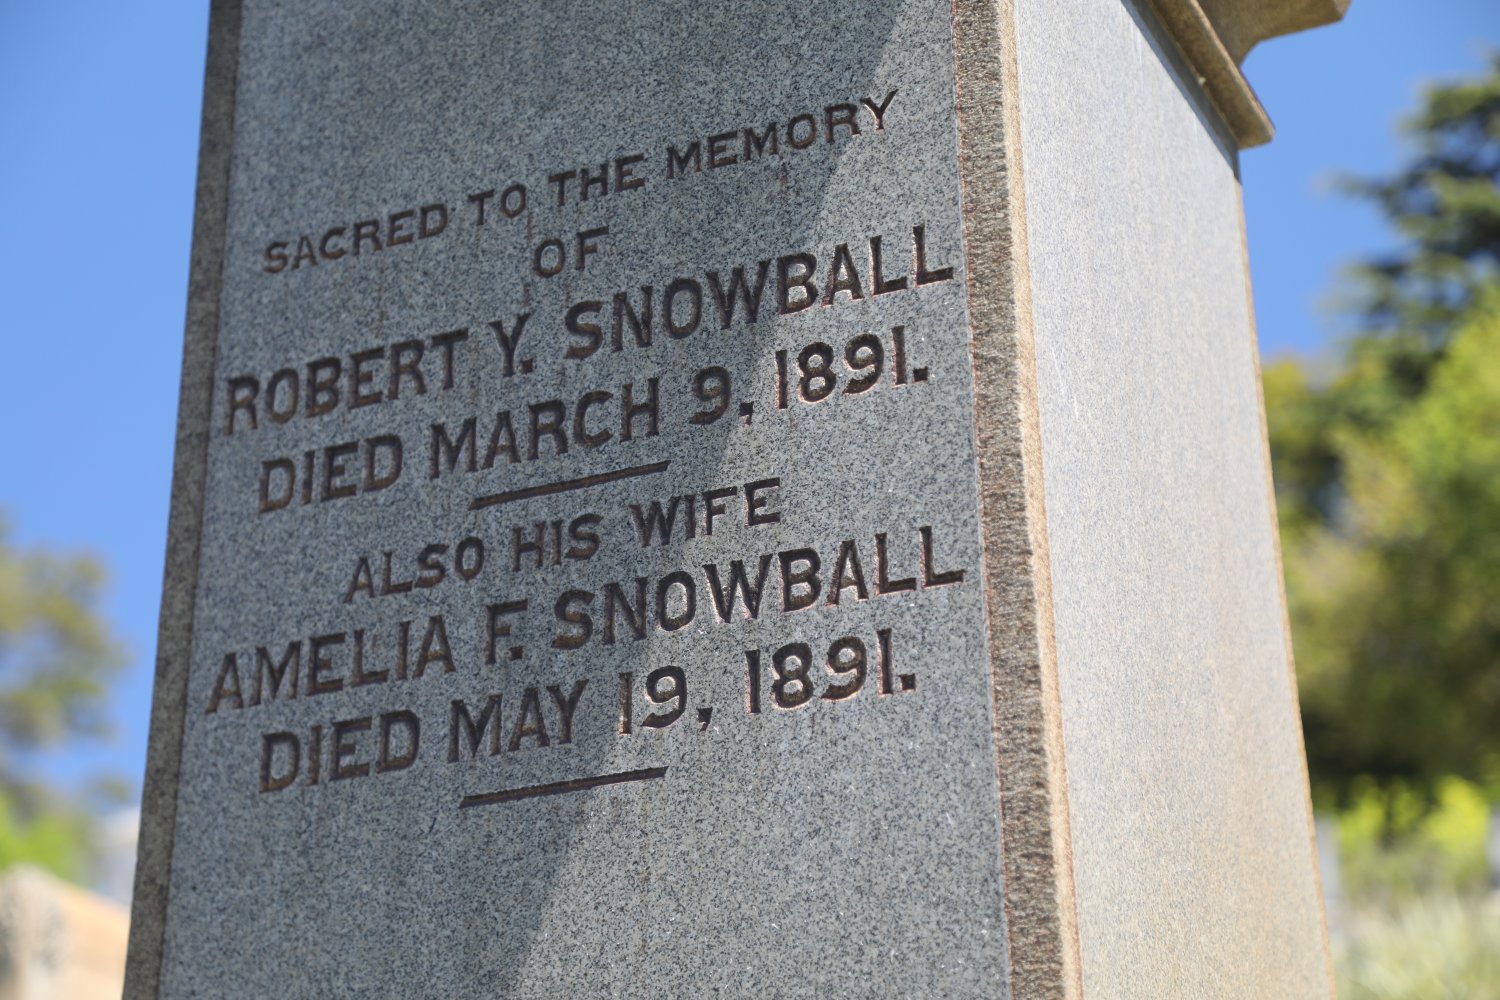 SACRED TO THE MEMORY
OF
ROBERT Y. SNOWBALL
DIED MARCH 9, 1891.
ALSO HIS WIFE
AMELIA F. SNOWBALL
DIED MAY 19, 1891.